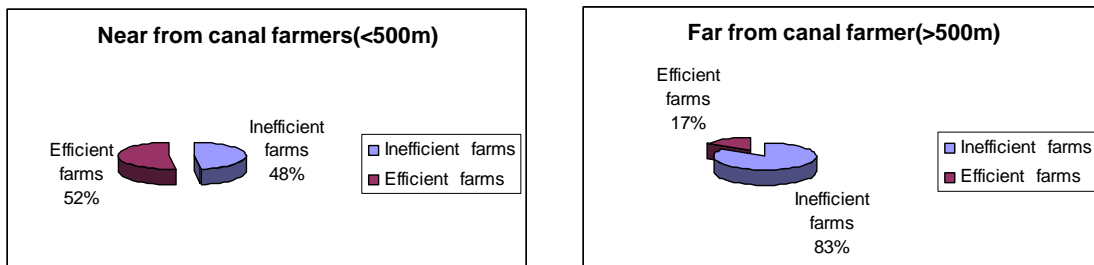 Near from canal farmers(<500m)
Efficient
farms
52%
Inefficient
farms
48%
Inefficient farms
Efficient farms
Far from canal farmer(>500m)
Efficient
farms
17%
Inefficient
farms
83%
Inefficient farms
Efficient farms